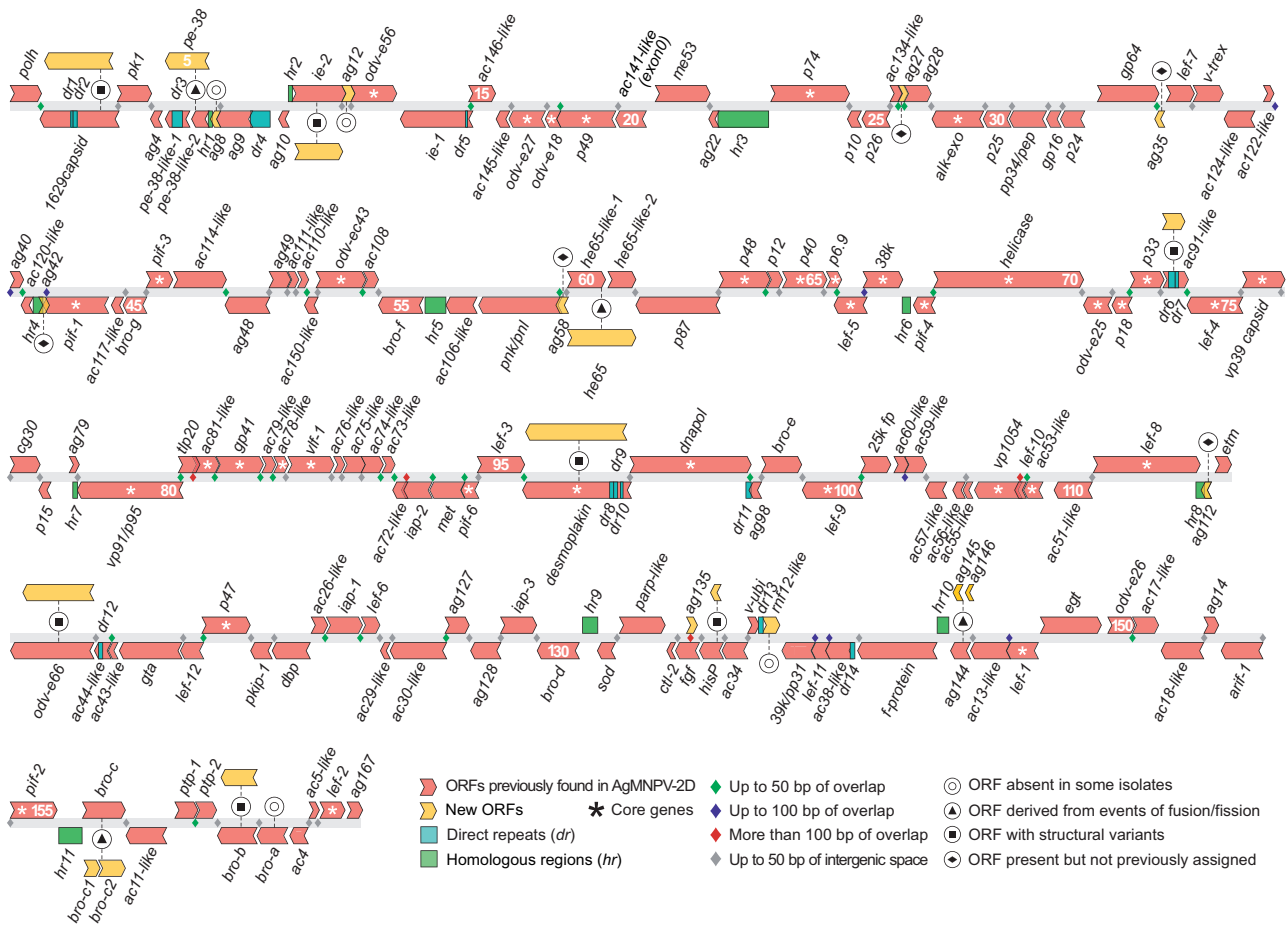 polh
1629capsid
dr1
dr2
pk1
ag4
pe-38-like-1
dr3
5
pe-38
pe-38-like-2
hr1
ag8
ag9
dr4
ag10
hr2
ie-2
ag12
odv-e56
ie-1
dr5
15
ac146-like
ac145-like
odv-e27
odv-e18
p49
20
ac141-like
(exon0)
me53
ag22
hr3
p74
p10
25
p26
ac134-like
ag27
ag28
alk-exo
30
p25
pp34/pep
gp16
p24
gp64
ag35
lef-7
v-trex
ac124-like
ac122-like
ag40
ac120-like
hr4
ag42
pif-1
ac117-like
45
bro-g
pif-3
ac114-like
ag48
ag49
ac111-like
ac110-like
ac150-like
odv-ec43
ac108
55
bro-f
hr5
ac106-like
pnk/pnl
ag58
60
he65-like-1
he65-like-2
he65
p87
p48
p12
65
p40
p6.9
lef-5
38k
hr6
pif-4
70
helicase
odv-e25
p18
p33
dr6
dr7
ac91-like
75
lef-4
vp39 capsid
cg30
p15
hr7
ag79
80
vp91/p95
tlp20
ac81-like
gp41
ac79-like
ac78-like
vlf-1
ac76-like
ac75-like
ac74-like
ac73-like
ac72-like
iap-2
met
pif-6
95
lef-3
desmoplakin
dr8
dr9
dr10
dnapol
dr11
ag98
bro-e
100
lef-9
25k fp
ac60-like
ac59-like
ac57-like
ac56-like
ac55-like
vp1054
lef-10
ac53-like
110
ac51-like
lef-8
hr8
ag112
etm
odv-e66
dr12
ac44-like
ac43-like
gta
lef-12
p47
pkip-1
dbp
ac26-like
iap-1
lef-6
ac29-like
ac30-like
ag127
ag128
iap-3
130
bro-d
hr9
sod
parp-like
ctl-2
fgf
ag135
hisP
ac34
v-ubi
dr13
rnf12-like
39k/pp31
lef-11
ac38-like
dr14
f-protein
hr10
ag144
ag145
ag146
ac13-like
lef-1
egt
150
odv-e26
ac17-like
ac18-like
ag14
arif-1
155
pif-2
hr11
bro-c
bro-c1
bro-c2
ac11-like
ptp-1
ptp-2
bro-b
bro-a
ac4
ac5-like
lef-2
ag167
ORFs previously found in AgMNPV-2D
New ORFs
Core genes
Direct repeats (dr)
Homologous regions (hr)
Up to 50 bp of overlap
Up to 100 bp of overlap
More than 100 bp of overlap
Up to 50 bp of intergenic space
ORF absent in some isolates
ORF derived from events of fusion/fission
ORF with structural variants
ORF present but not previously assigned